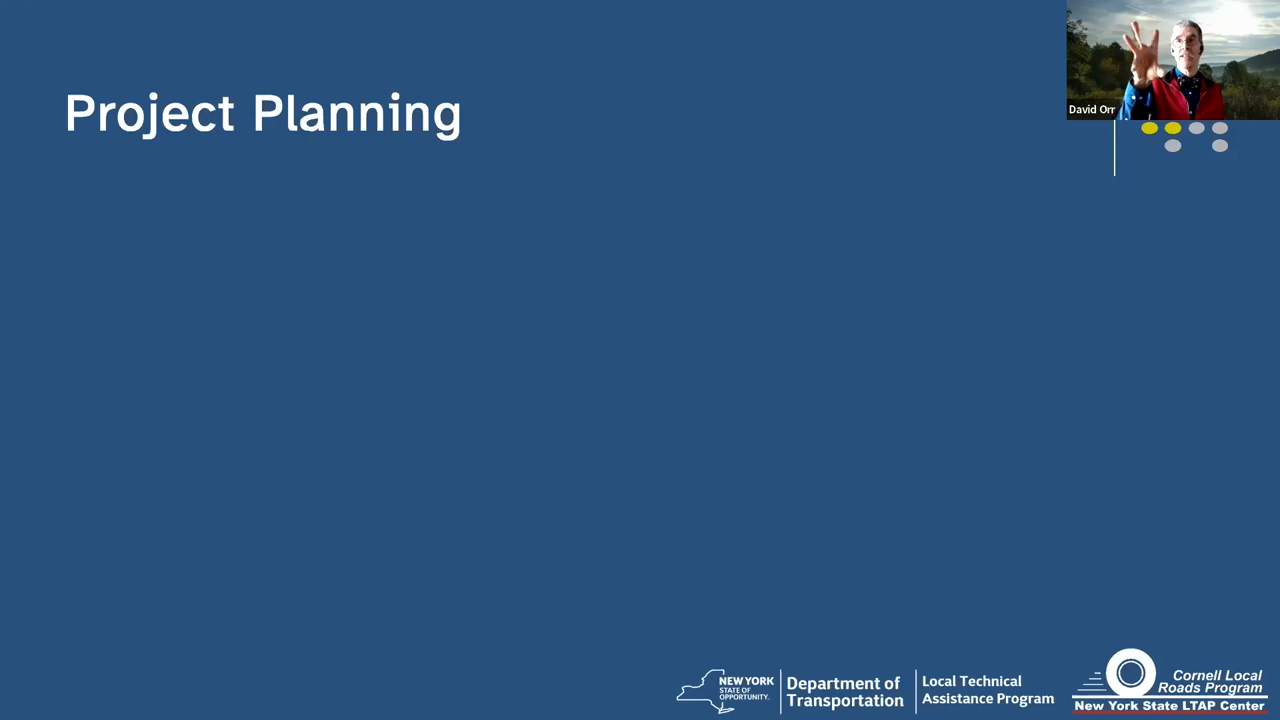 Project Planning
David Orr
NEW YORK
STATE OF
OPPORTUNITY.
Department of
Transportation
Local Technical
Assistance Program
Cornell Local
Roads Program
New York State LTAP Center